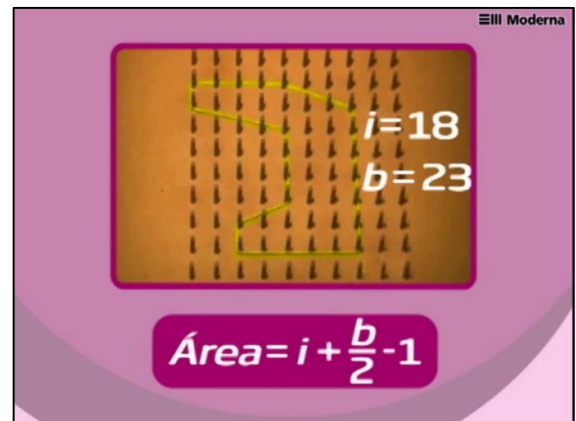 Moderna
i=18
b=23
Área= i + b/2 -1